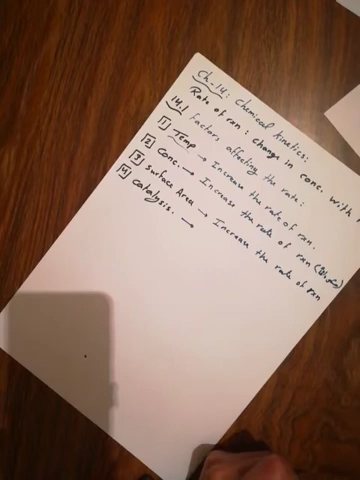 Ch-14: Chemical Kinetics:
Rate of rxn: Change in conc. with
14.1 Factors affecting the rate:
1 Temp → Increase the rate of rxn.
2 Conc. → Increase the rate of rxn
3 Surface Area → Increase the rate of rxn
4 Catalysis. →